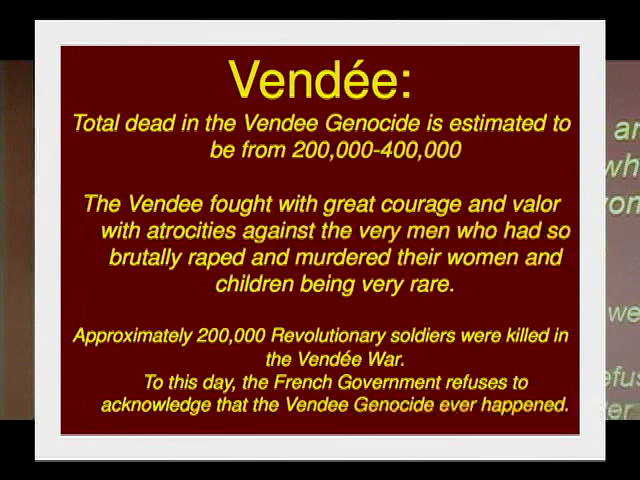 Vendée:
Total dead in the Vendee Genocide is estimated to
be from 200,000-400,000
The Vendee fought with great courage and valor
with atrocities against the very men who had so
brutally raped and murdered their women and
children being very rare.
Approximately 200,000 Revolutionary soldiers were killed in
the Vendée War.
To this day, the French Government refuses to
acknowledge that the Vendee Genocide ever happened.
we